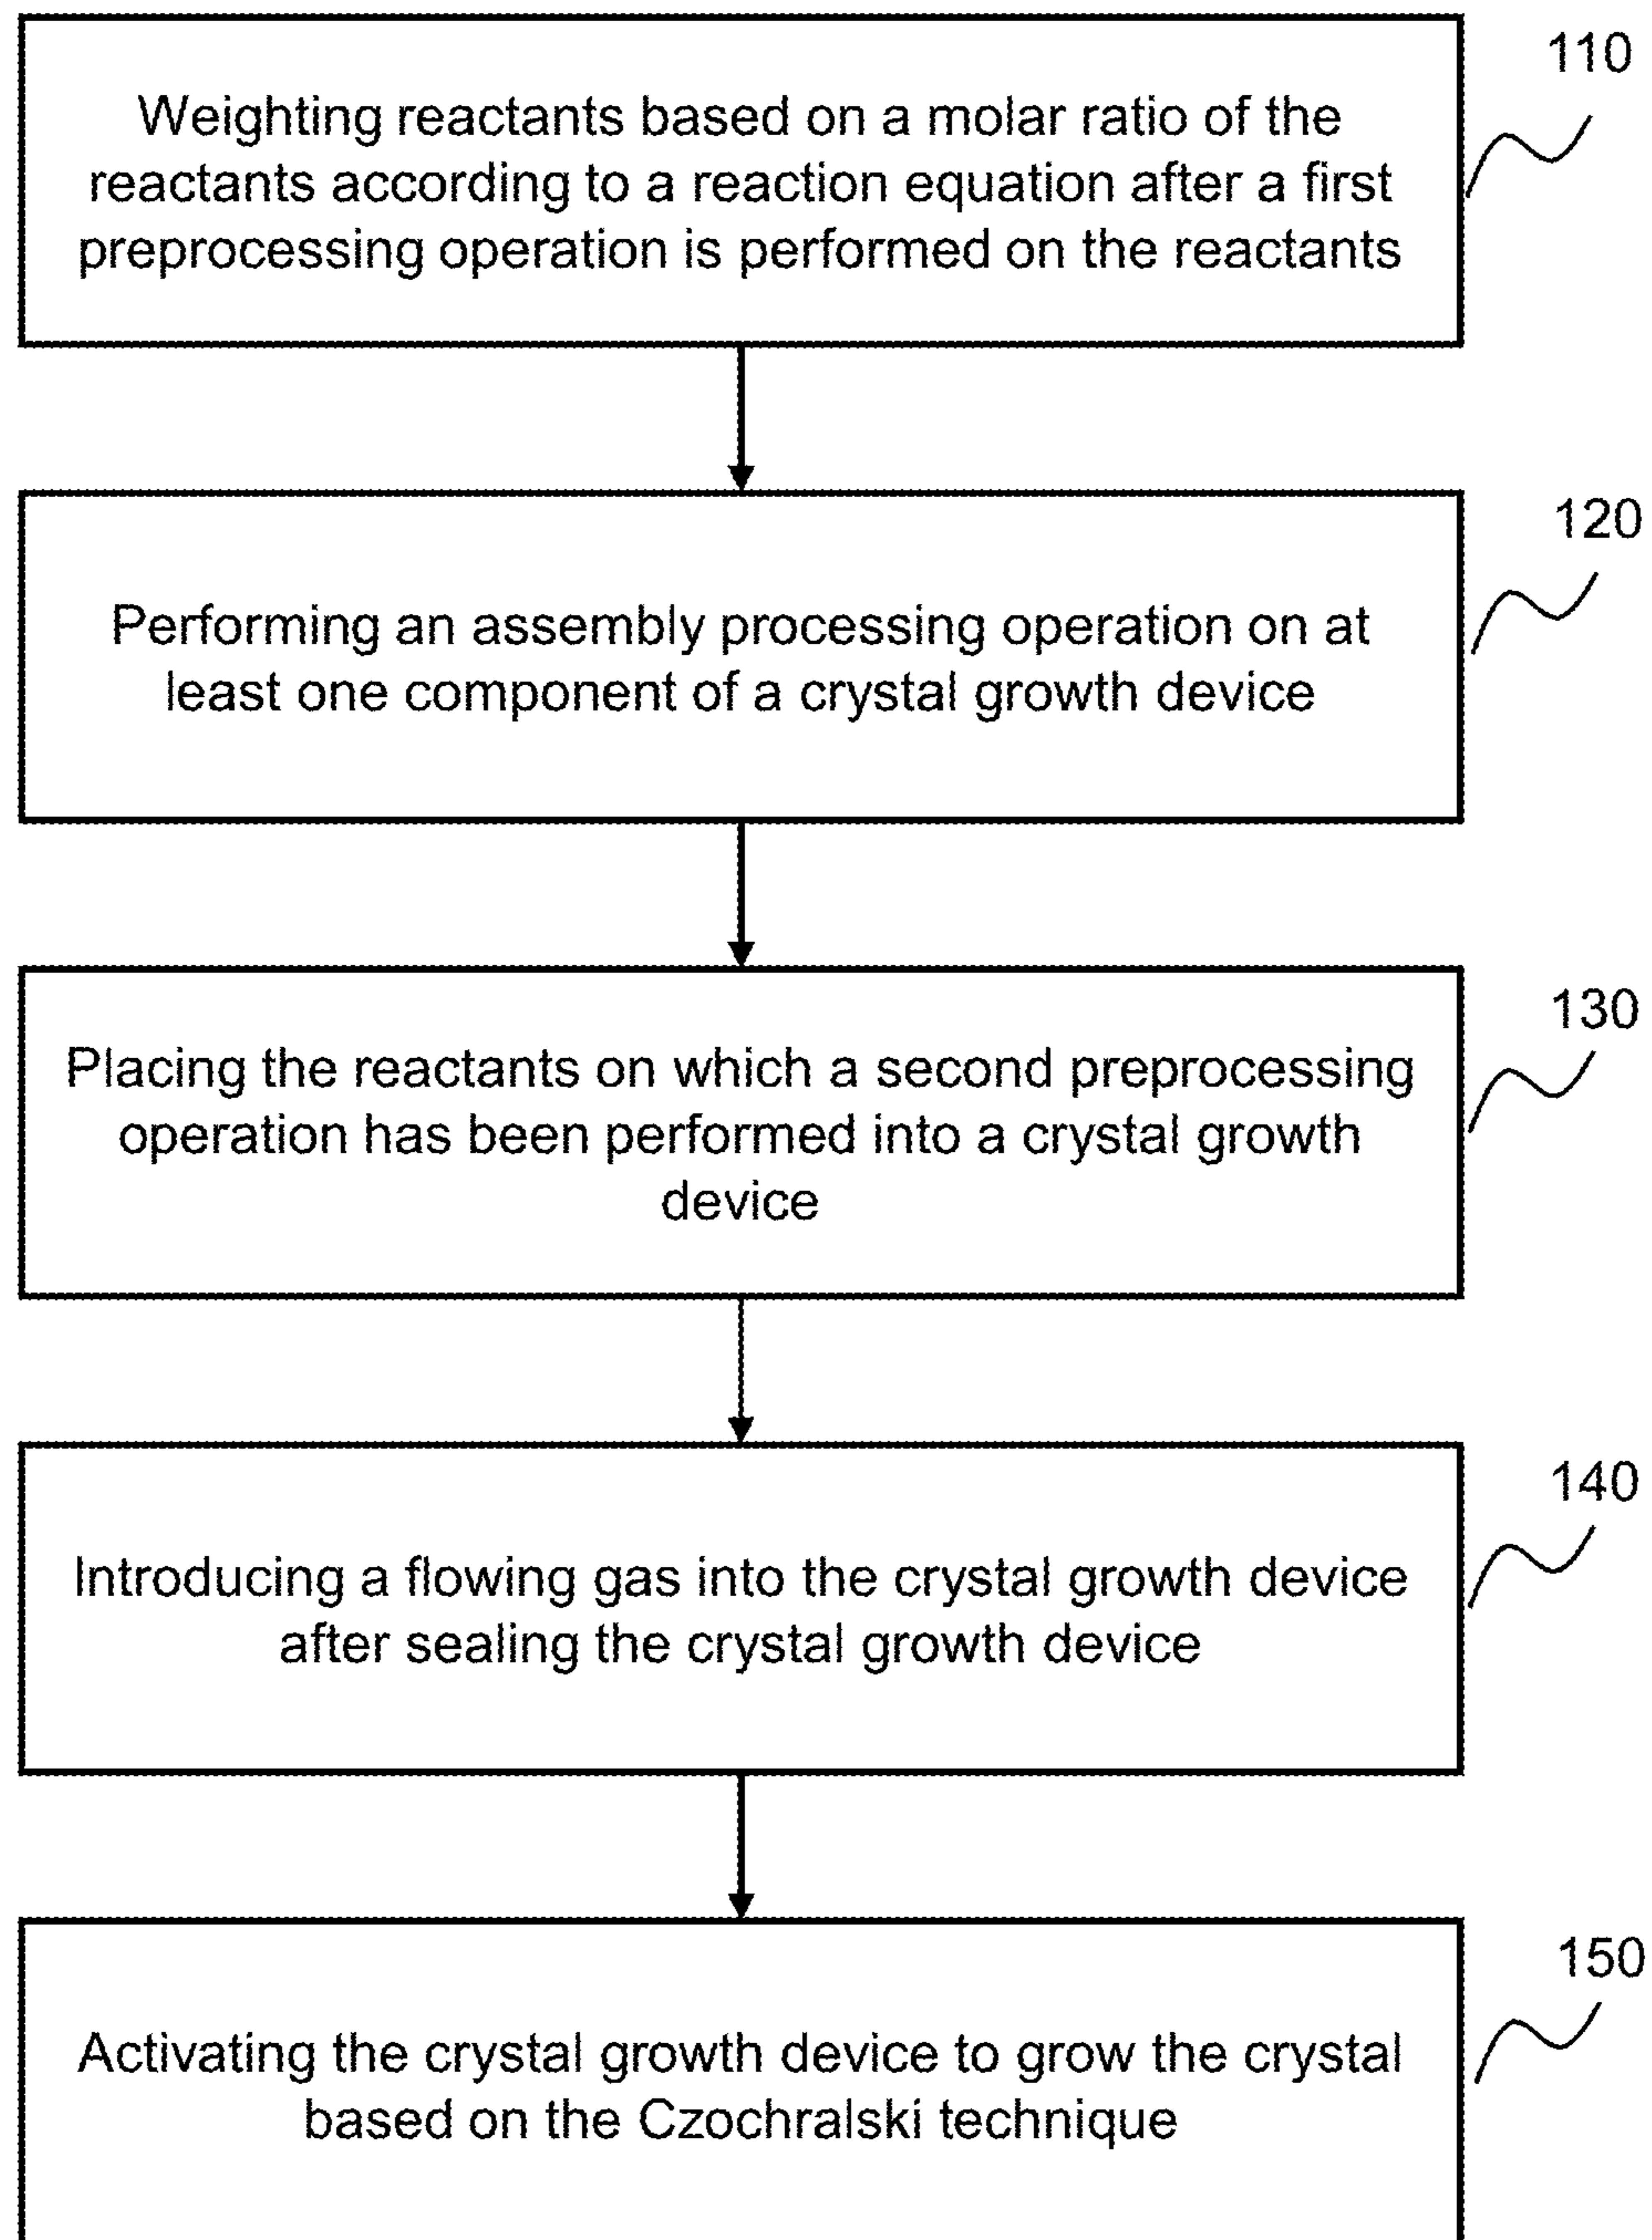 110
Weighting reactants based on a molar ratio of the
reactants according to a reaction equation after a first
preprocessing operation is performed on the reactants
120
Performing an assembly processing operation on at
least one component of a crystal growth device
130
Placing the reactants on which a second preprocessing
operation has been performed into a crystal growth
device
140
Introducing a flowing gas into the crystal growth device
after sealing the crystal growth device
150
Activating the crystal growth device to grow the crystal
based on the Czochralski technique